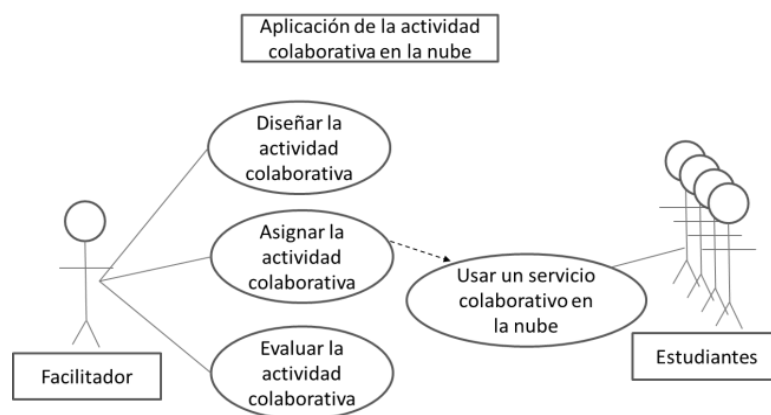 Aplicación de la actividad
colaborativa en la nube
Diseñar la
actividad
colaborativa
Asignar la
actividad
colaborativa
Usar un servicio
colaborativo en
la nube
Evaluar la
actividad
colaborativa
Facilitador
Estudiantes